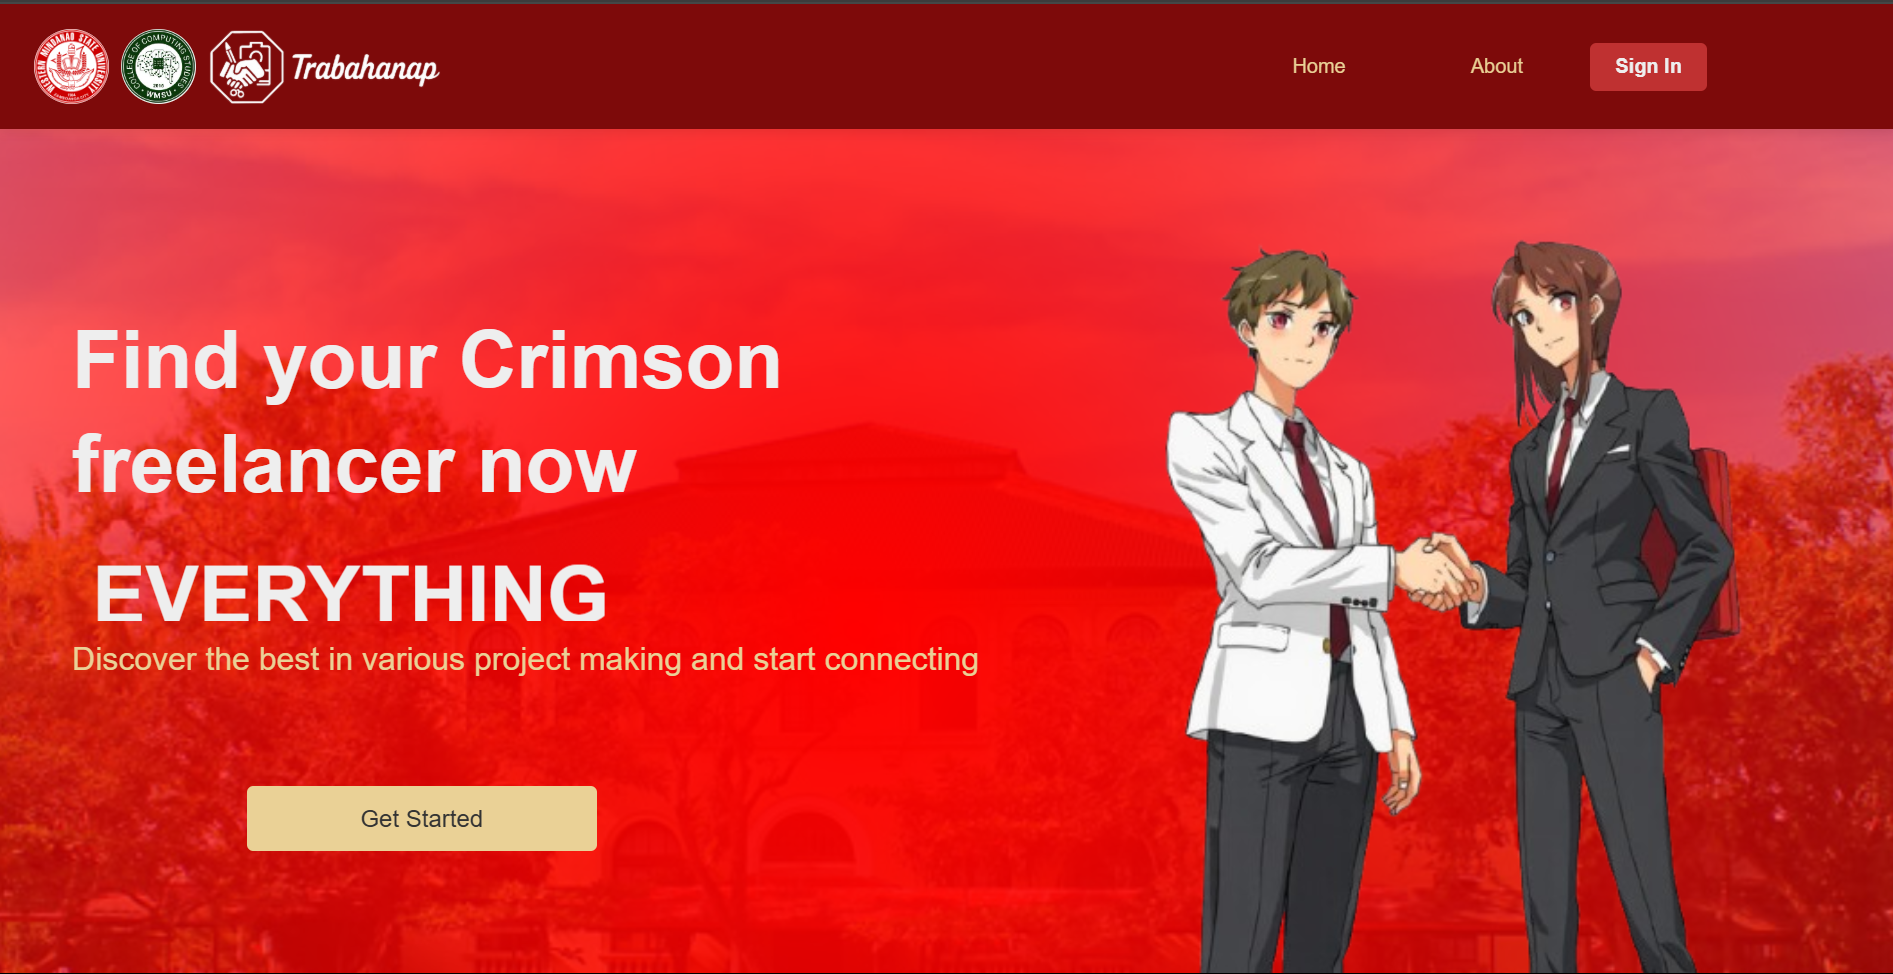 WESTERN MINDANAO STATE UNIVERSITY
COLLEGE OF COMPUTING STUDIES
WMSU
Trabahanap
Home
About
Sign In
Find your Crimson
freelancer now
EVERYTHING
Discover the best in various project making and start connecting
Get Started